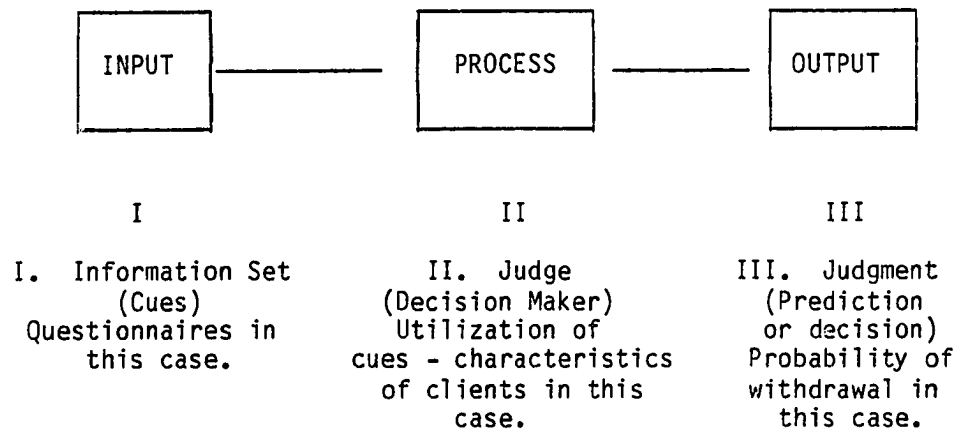 INPUT
PROCESS
OUTPUT
I
II
III
I. Information Set
(Cues)
Questionnaires in
this case.
II. Judge
(Decision Maker)
Utilization of
cues - characteristics
of clients in this
case.
III. Judgment
(Prediction
or decision)
Probability of
withdrawal in
this case.